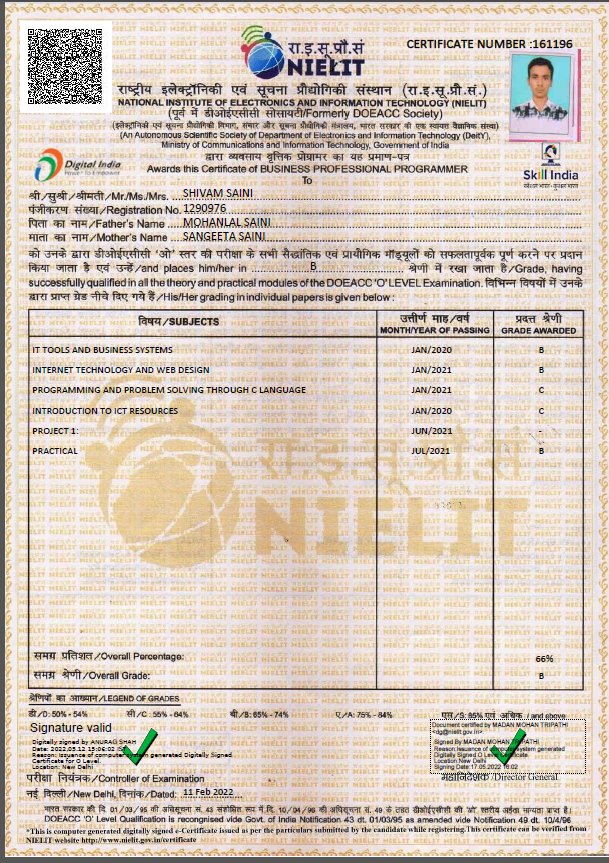 CERTIFICATE NUMBER :161196
रा.इ.सू.प्रौ.सं
NIELIT
राष्ट्रीय इलेक्ट्रॉनिकी एवं सूचना प्रौद्योगिकी संस्थान (रा.इ.सू.प्रौ.सं.)
NATIONAL INSTITUTE OF ELECTRONICS AND INFORMATION TECHNOLOGY (NIELIT)
(पूर्व में डीओईएसीसी सोसायटी/Formerly DOEACC Society)
(इलेक्ट्रॉनिकी एवं सूचना प्रौद्योगिकी विभाग, संचार और सूचना प्रौद्योगिकी मंत्रालय, भारत सरकार की एक स्वायत्त वैज्ञानिक संस्था)
(An Autonomous Scientific Society of Department of Electronics and Information Technology (DeitY),
Ministry of Communications and Information Technology, Government of India
Digital India
Power To Empower
द्वारा व्यवसाय वृत्तिक प्रोग्रामर का यह प्रमाण-पत्र
Awards this Certificate of BUSINESS PROFESSIONAL PROGRAMMER
To
Skill India
कौशल भारत - कुशल भारत
श्री/सुश्री/श्रीमती/Mr./Ms./Mrs. SHIVAM SAINI
पंजीकरण संख्या/Registration No. 1290976
पिता का नाम/Father's Name MOHANLAL SAINI
माता का नाम/Mother's Name SANGEETA SAINI
को उनके द्वारा डीओईएसीसी 'ओ' स्तर की परीक्षा के सभी सैद्धांतिक एवं प्रायोगिक मॉड्यूलों को सफलतापूर्वक पूर्ण करने पर प्रदान
किया जाता है एवं उन्हें/and places him/her in B श्रेणी में रखा जाता है/Grade, having
successfully qualified in all the theory and practical modules of the DOEACC 'O' LEVEL Examination. विभिन्न विषयों में उनके
द्वारा प्राप्त ग्रेड नीचे दिए गये हैं/His/Her grading in individual papers is given below :
विषय/SUBJECTS उत्तीर्ण माह/वर्ष MONTH/YEAR OF PASSING प्रदत्त श्रेणी GRADE AWARDED
IT TOOLS AND BUSINESS SYSTEMS JAN/2020 B
INTERNET TECHNOLOGY AND WEB DESIGN JAN/2021 B
PROGRAMMING AND PROBLEM SOLVING THROUGH C LANGUAGE JAN/2021 C
INTRODUCTION TO ICT RESOURCES JAN/2020 C
PROJECT 1: JUN/2021 -
PRACTICAL JUL/2021 B
रा.इ.सू.प्रौ.सं
NIELIT
समग्र प्रतिशत/Overall Percentage: 66%
समग्र श्रेणी/Overall Grade B
श्रेणियों का आख्यान/LEGEND OF GRADES
डी/D: 50% - 54% सी/C : 55% - 64% बी/B: 65% - 74% ए/A: 75% - 84% एस/S: 85% एवं अधिक / and above
Signature valid
Digitally signed by ANURAG SHAH
Date: 2022.05.12 15:06:02 IST
Reason: Issuance of computer system generated Digitally Signed
Certificate for O Level.
Location: New Delhi
Document certified by MADAN MOHAN TRIPATHI
<dg@nielit.gov.in>
Signed By MADAN MOHAN TRIPATHI
Reason:Issuance of computer system generated
Digitally Signed O Level Certificate
Location:New Delhi
Signing Date:17.05.2022 16:02
परीक्षा नियंत्रक/Controller of Examination
महानिदेशक /Director General
नई दिल्ली/New Delhi, दिनांक/Dated: 11 Feb 2022
भारत सरकार की दि. 01/03/95 की अधिसूचना स. 43 संशोधित रूप में दि. 10/04/96 की अधिसूचना सं. 49 के तहत डीओईएसीसी की 'ओ' स्तरीय अर्हता मान्यता प्राप्त है।
DOEACC 'O' Level Qualification is recongnised vide Govt. of India Notification 43 dt. 01/03/95 as amended vide Notification 49 dt. 10/4/96
*This is computer generated digitally signed e-Certificate issued as per the particulars submitted by the candidate while registering.This certificate can be verified from
NIELIT website http://www.nielit.gov.in/certificate